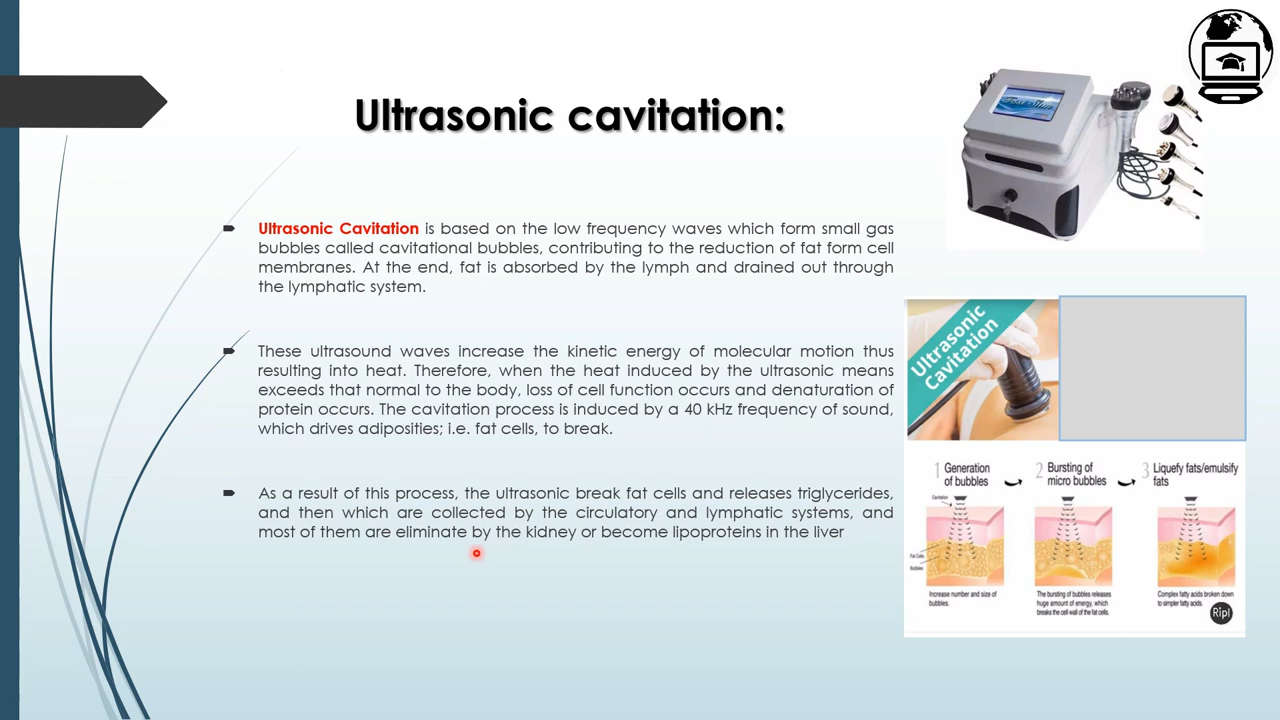 Ultrasonic cavitation:
Ultrasonic Cavitation is based on the low frequency waves which form small gas
bubbles called cavitational bubbles, contributing to the reduction of fat form cell
membranes. At the end, fat is absorbed by the lymph and drained out through
the lymphatic system.
These ultrasound waves increase the kinetic energy of molecular motion thus
resulting into heat. Therefore, when the heat induced by the ultrasonic means
exceeds that normal to the body, loss of cell function occurs and denaturation of
protein occurs. The cavitation process is induced by a 40 kHz frequency of sound,
which drives adiposities; i.e. fat cells, to break.
As a result of this process, the ultrasonic break fat cells and releases triglycerides,
and then which are collected by the circulatory and lymphatic systems, and
most of them are eliminate by the kidney or become lipoproteins in the liver
Ultrasonic
Cavitation
1 Generation
of bubbles
2 Bursting of
micro bubbles
3 Liquefy fats/emulsify
fats
Cavitation
Fat Cells
Bubbles
Increase number and size of
bubbles.
The bursting of bubbles releases
huge amount of energy, which
breaks the cell wall of the fat cells.
Complex fatty acids broken down
to simpler fatty acids.
Ripl